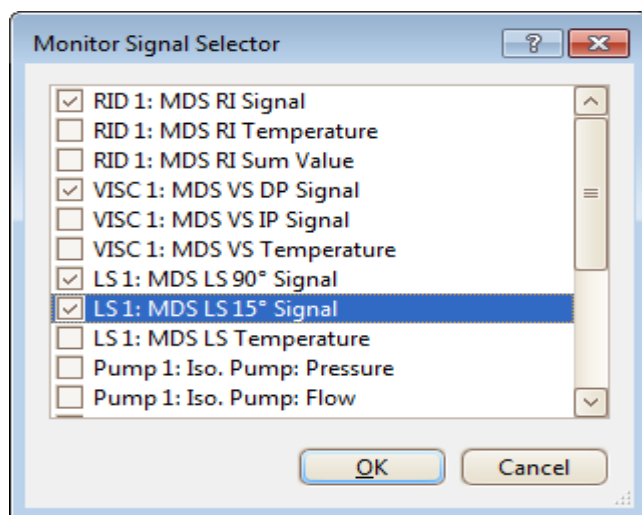 Monitor Signal Selector
RID 1: MDS RI Signal
RID 1: MDS RI Temperature
RID 1: MDS RI Sum Value
VISC 1: MDS VS DP Signal
VISC 1: MDS VS IP Signal
VISC 1: MDS VS Temperature
LS 1: MDS LS 90° Signal
LS 1: MDS LS 15° Signal
LS 1: MDS LS Temperature
Pump 1: Iso. Pump: Pressure
Pump 1: Iso. Pump: Flow
OK Cancel